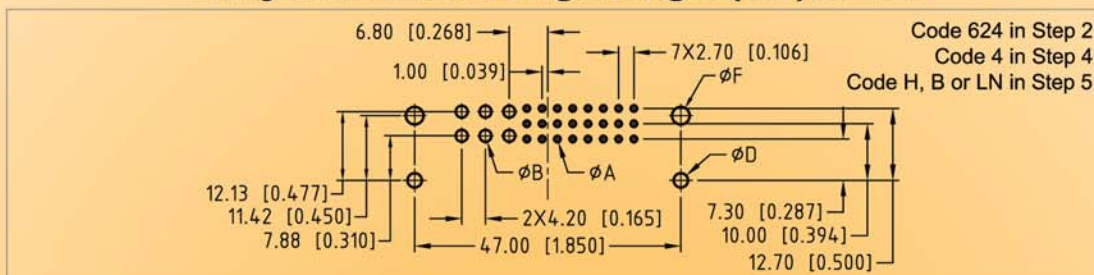 6.80 [0.268]
Code 624 in Step 2
1.00 [0.039]
7X2.70 [0.106]
Code 4 in Step 4
ØF
Code H, B or LN in Step 5
ØB
ØA
ØD
12.13 [0.477]
11.42 [0.450]
7.88 [0.310]
2X4.20 [0.165]
47.00 [1.850]
7.30 [0.287]
10.00 [0.394]
12.70 [0.500]